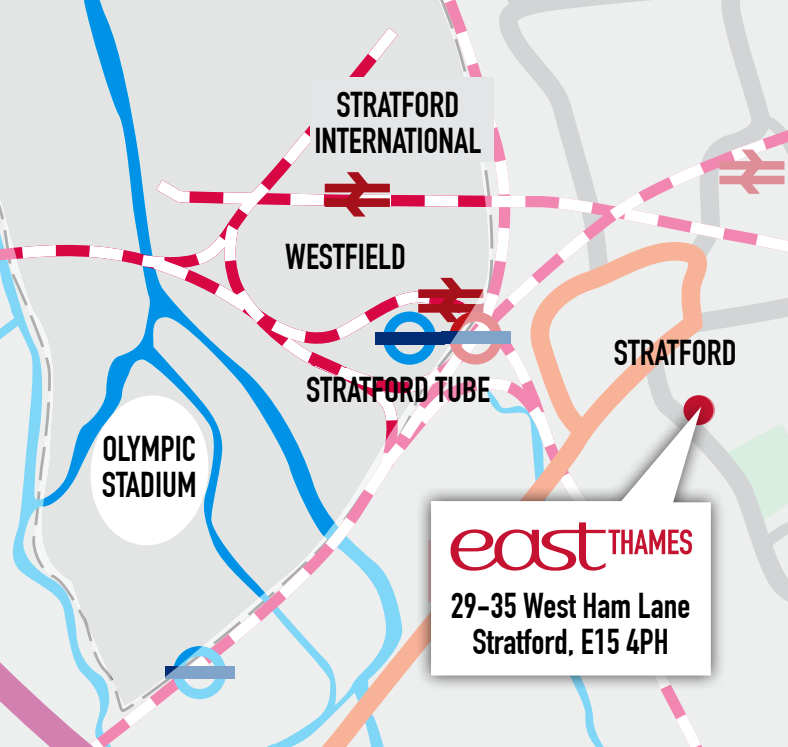 STRATFORD
INTERNATIONAL
WESTFIELD
STRATFORD
STRATFORD TUBE
OLYMPIC
STADIUM
east THAMES
29-35 West Ham Lane
Stratford, E15 4PH